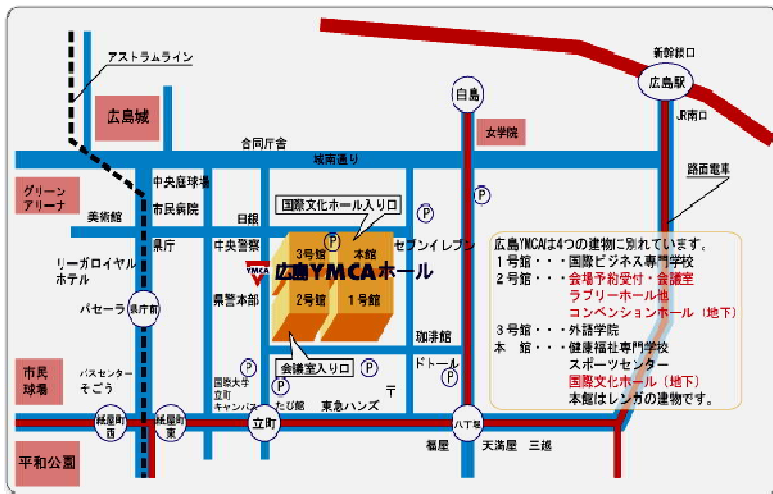 新幹線口
アストラムライン
広島駅
白島
広島城
JR南口
女学院
合同庁舎
城南通り
路面電車
中央庭球場
グリーン
アリーナ
市民病院
国際文化ホール入り口
美術館
日銀
P
P
県庁
中央警察
3号館
P
本館
セブンイレブン
リーガロイヤル
ホテル
YMCA
広島YMCAホール
県警本部
2号館
1号館
パセーラ
県庁前
珈琲館
会議室入り口
ドトール
市民
球場
バスセンター
そごう
P
P
P
P
国際大学
立町
キャンパス
たび館
東急ハンズ
〒
紙屋町
西
紙屋町
東
立町
八丁堀
平和公園
福屋
天満屋
三越
広島YMCAは4つの建物に別れています。
1号館・・・国際ビジネス専門学校
2号館・・・会場予約受付・会議室
ラブリーホール他
コンベンションホール(地下)
3号館・・・外語学院
本 館・・・健康福祉専門学校
スポーツセンター
国際文化ホール(地下)
本館はレンガの建物です。